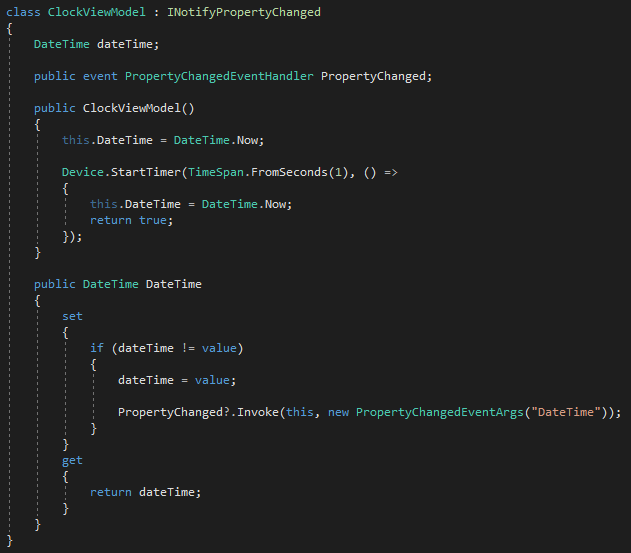 class ClockViewModel : INotifyPropertyChanged
{
    DateTime dateTime;

    public event PropertyChangedEventHandler PropertyChanged;

    public ClockViewModel()
    {
        this.DateTime = DateTime.Now;

        Device.StartTimer(TimeSpan.FromSeconds(1), () =>
        {
            this.DateTime = DateTime.Now;
            return true;
        });
    }

    public DateTime DateTime
    {
        set
        {
            if (dateTime != value)
            {
                dateTime = value;

                PropertyChanged?.Invoke(this, new PropertyChangedEventArgs("DateTime"));
            }
        }
        get
        {
            return dateTime;
        }
    }
}